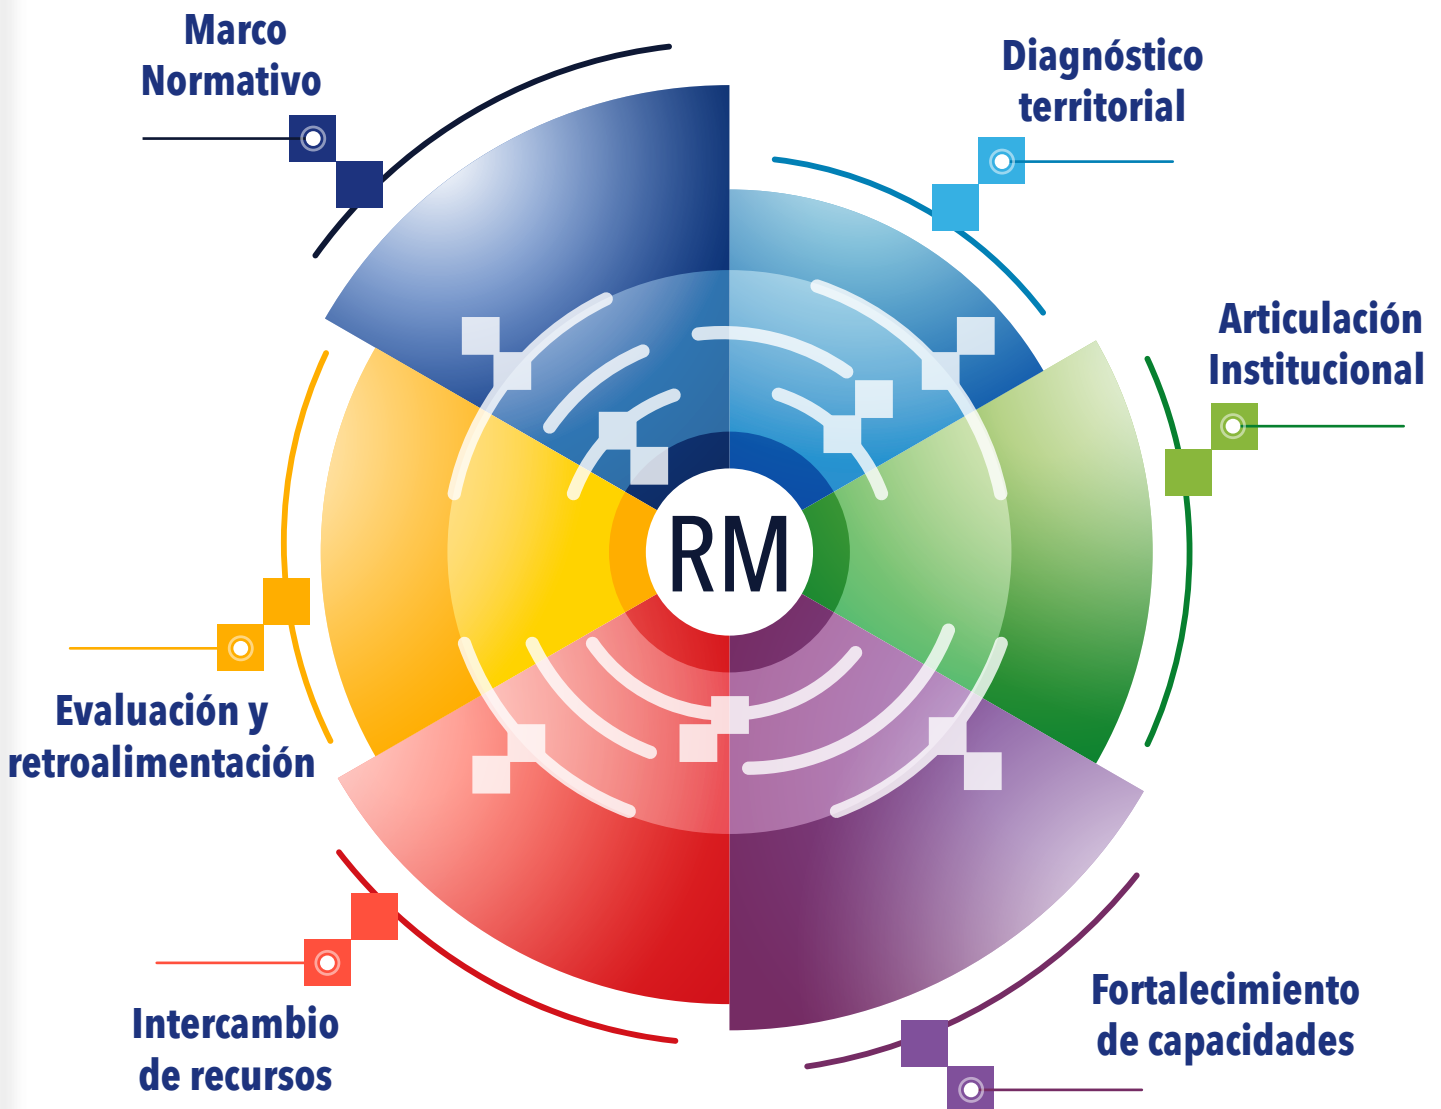 Marco
Normativo
Diagnóstico
territorial
Articulación
Institucional
RM
Evaluación y
retroalimentación
Intercambio
de recursos
Fortalecimiento
de capacidades